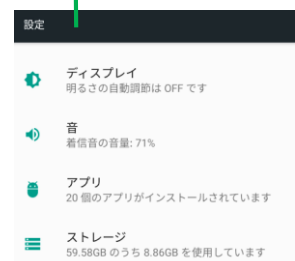 設定
ディスプレイ
明るさの自動調節は OFF です
音
着信音の音量: 71%
アプリ
20 個のアプリがインストールされています
ストレージ
59.58GB のうち 8.86GB を使用しています